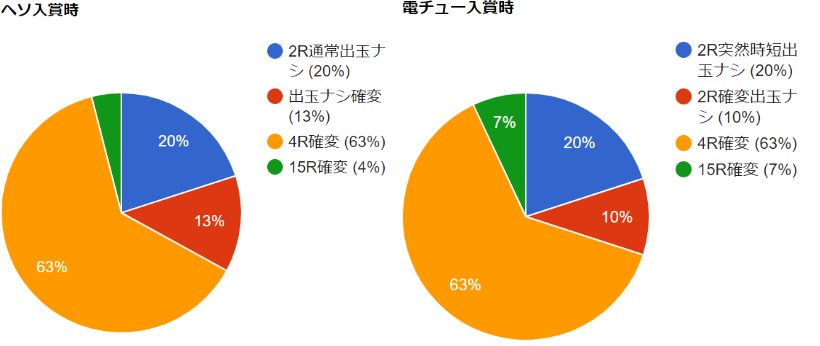 ヘソ入賞時
2R通常出玉ナ
シ (20%)
出玉ナシ確変
(13%)
4R確変 (63%)
15R確変 (4%)
20%
13%
63%
電チュー入賞時
2R突然時短出
玉ナシ (20%)
2R確変出玉ナ
シ (10%)
4R確変 (63%)
15R確変 (7%)
7%
20%
10%
63%